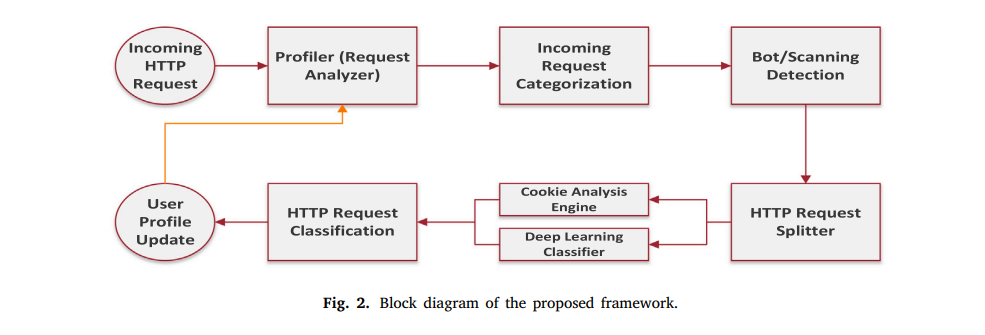 Incoming
HTTP
Request
Profiler (Request
Analyzer)
Incoming
Request
Categorization
Bot/Scanning
Detection
User
Profile
Update
HTTP Request
Classification
Cookie Analysis
Engine
Deep Learning
Classifier
HTTP Request
Splitter
Fig. 2. Block diagram of the proposed framework.